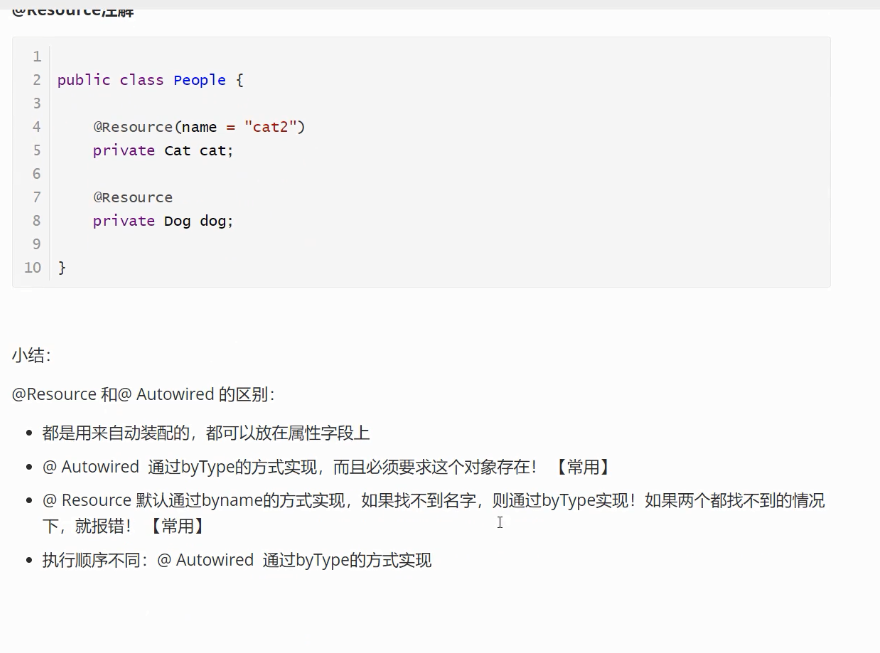 @Resource注解
1
2 public class People {
3
4 @Resource(name = "cat2")
5 private Cat cat;
6
7 @Resource
8 private Dog dog;
9
10 }
小结：
@Resource 和@ Autowired 的区别：
都是用来自动装配的，都可以放在属性字段上
@ Autowired 通过byType的方式实现，而且必须要求这个对象存在！【常用】
@ Resource 默认通过byname的方式实现，如果找不到名字，则通过byType实现！如果两个都找不到的情况
下，就报错！【常用】
执行顺序不同：@ Autowired 通过byType的方式实现